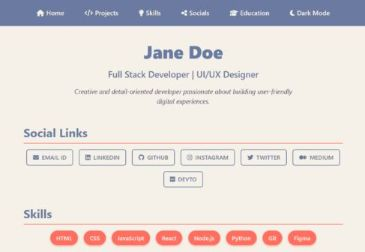 Home </> Projects Skills Socials Education Dark Mode
Jane Doe
Full Stack Developer | UI/UX Designer
Creative and detail-oriented developer passionate about building user-friendly
digital experiences.
Social Links
EMAIL ID LINKEDIN GITHUB INSTAGRAM TWITTER MEDIUM
DEVTO
Skills
HTML CSS JavaScript React Node.js Python Git Figma